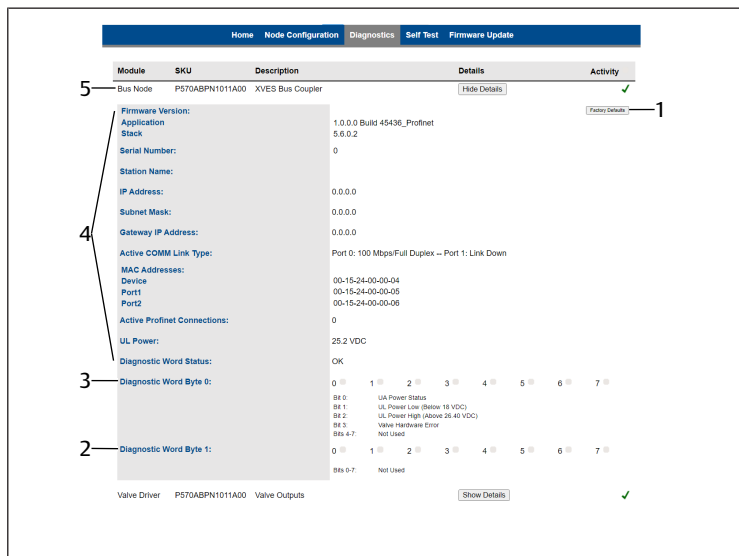 Home Node Configuration Diagnostics Self Test Firmware Update
Module SKU Description Details Activity
5 Bus Node P570ABPN1011A00 XVES Bus Coupler Hide Details
Firmware Version: Factory Defaults 1
Application 1.0.0.0 Build 45436_Profinet
Stack 5.6.0.2
Serial Number: 0
Station Name:
IP Address: 0.0.0.0
Subnet Mask: 0.0.0.0
4 Gateway IP Address: 0.0.0.0
Active COMM Link Type: Port 0: 100 Mbps/Full Duplex -- Port 1: Link Down
MAC Addresses:
Device 00-15-24-00-00-04
Port1 00-15-24-00-00-05
Port2 00-15-24-00-00-06
Active Profinet Connections: 0
UL Power: 25.2 VDC
Diagnostic Word Status: OK
3 Diagnostic Word Byte 0: 0 1 2 3 4 5 6 7
Bit 0: UA Power Status
Bit 1: UL Power Low (Below 18 VDC)
Bit 2: UL Power High (Above 26.40 VDC)
Bit 3: Valve Hardware Error
Bits 4-7: Not Used
2 Diagnostic Word Byte 1: 0 1 2 3 4 5 6 7
Bits 0-7: Not Used
Valve Driver P570ABPN1011A00 Valve Outputs Show Details